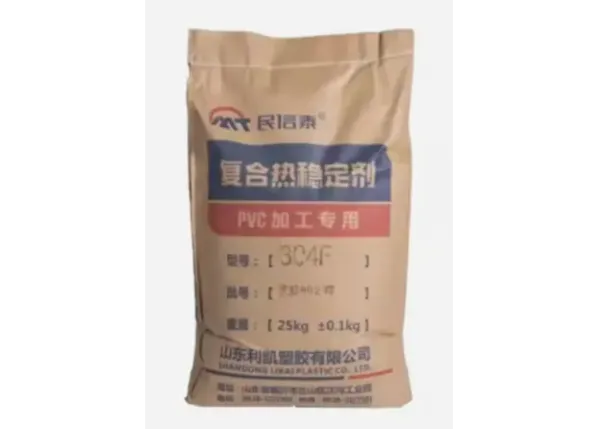 MT 民信泰®
复合热稳定剂
PVC加工专用
型号：【 304F 】
重量：【 25kg ±0.1kg】
山东利凯塑胶有限公司
SHANDONG LIKAI PLASTIC CO., LTD.